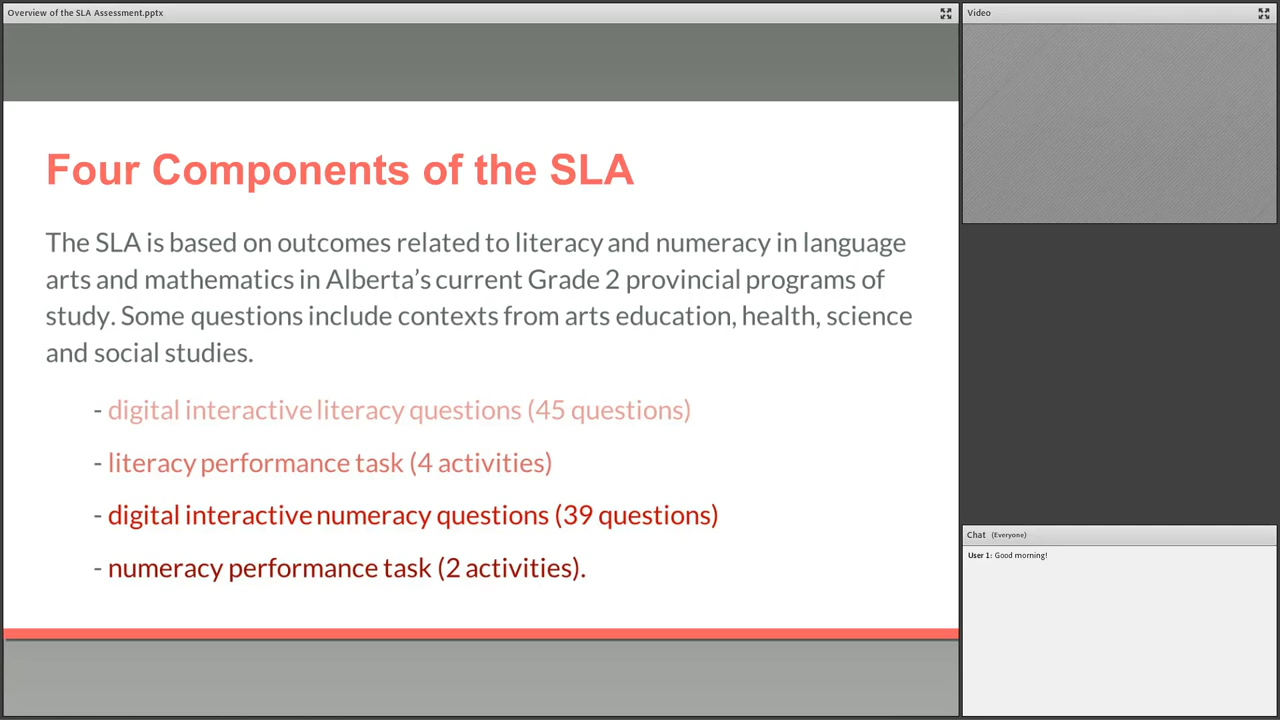 Overview of the SLA Assessment.pptx
Video
Four Components of the SLA
The SLA is based on outcomes related to literacy and numeracy in language
arts and mathematics in Alberta’s current Grade 2 provincial programs of
study. Some questions include contexts from arts education, health, science
and social studies.
- digital interactive literacy questions (45 questions)
- literacy performance task (4 activities)
- digital interactive numeracy questions (39 questions)
- numeracy performance task (2 activities).
Chat (Everyone)
User 1: Good morning!